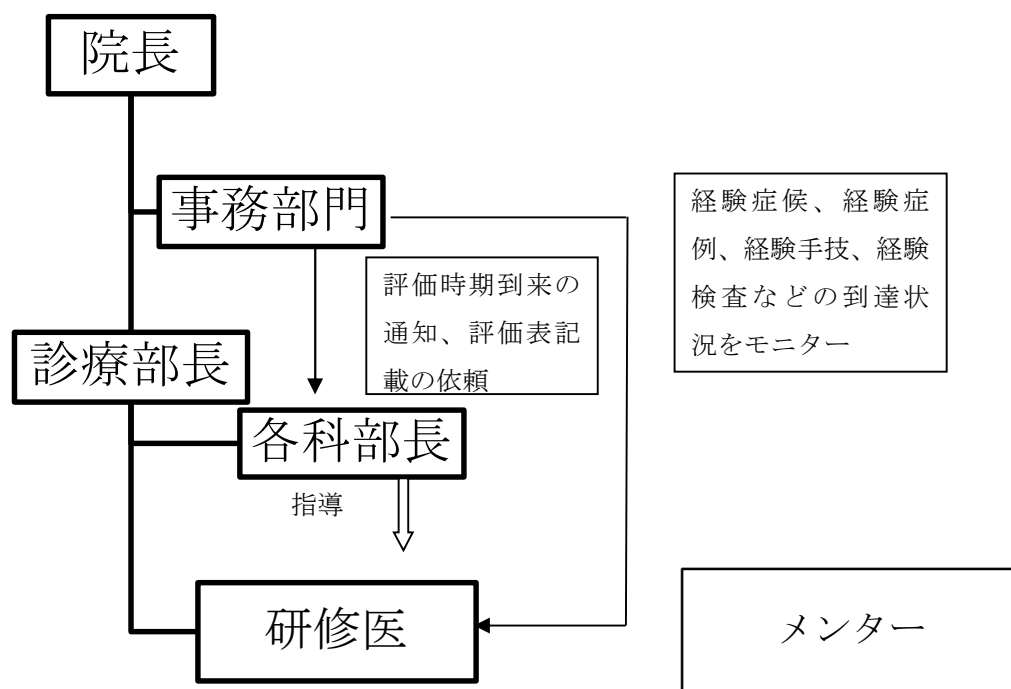 院長
事務部門
経験症候、経験症
例、経験手技、経験
検査などの到達状
況をモニター
評価時期到来の
通知、評価表記
載の依頼
診療部長
各科部長
指導
研修医
メンター